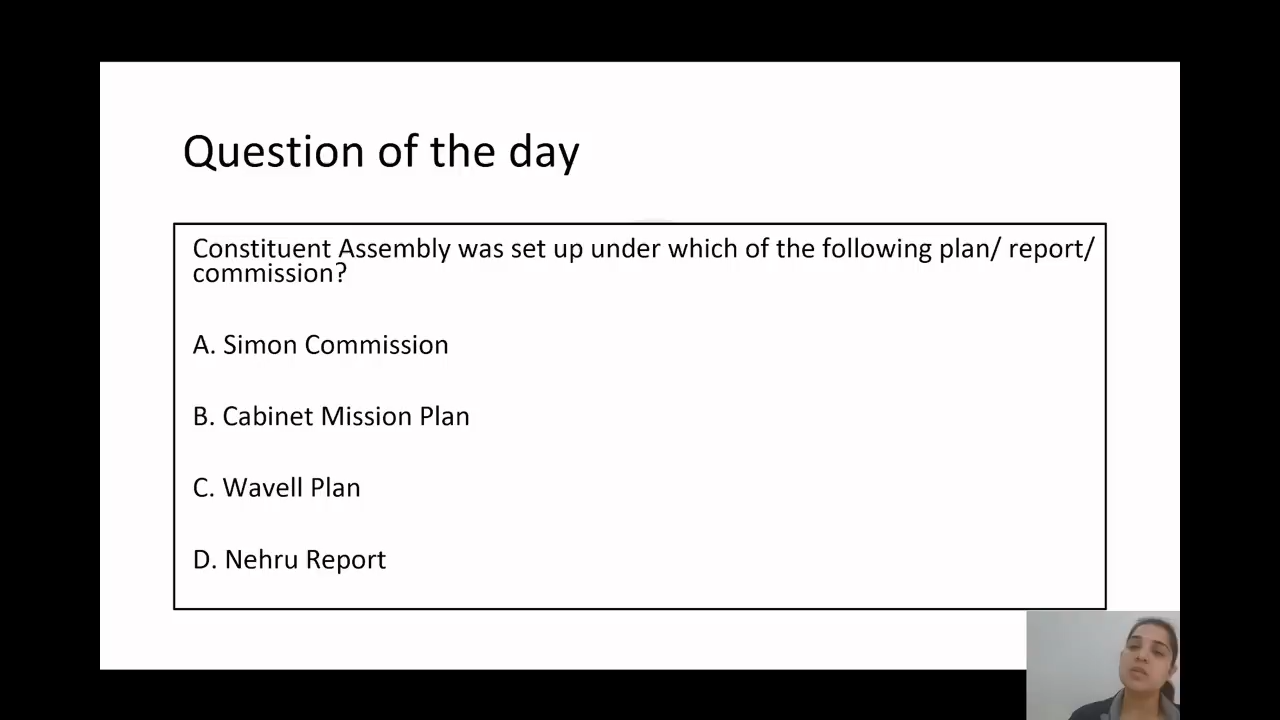 Question of the day
Constituent Assembly was set up under which of the following plan/ report/
commission?
A. Simon Commission
B. Cabinet Mission Plan
C. Wavell Plan
D. Nehru Report